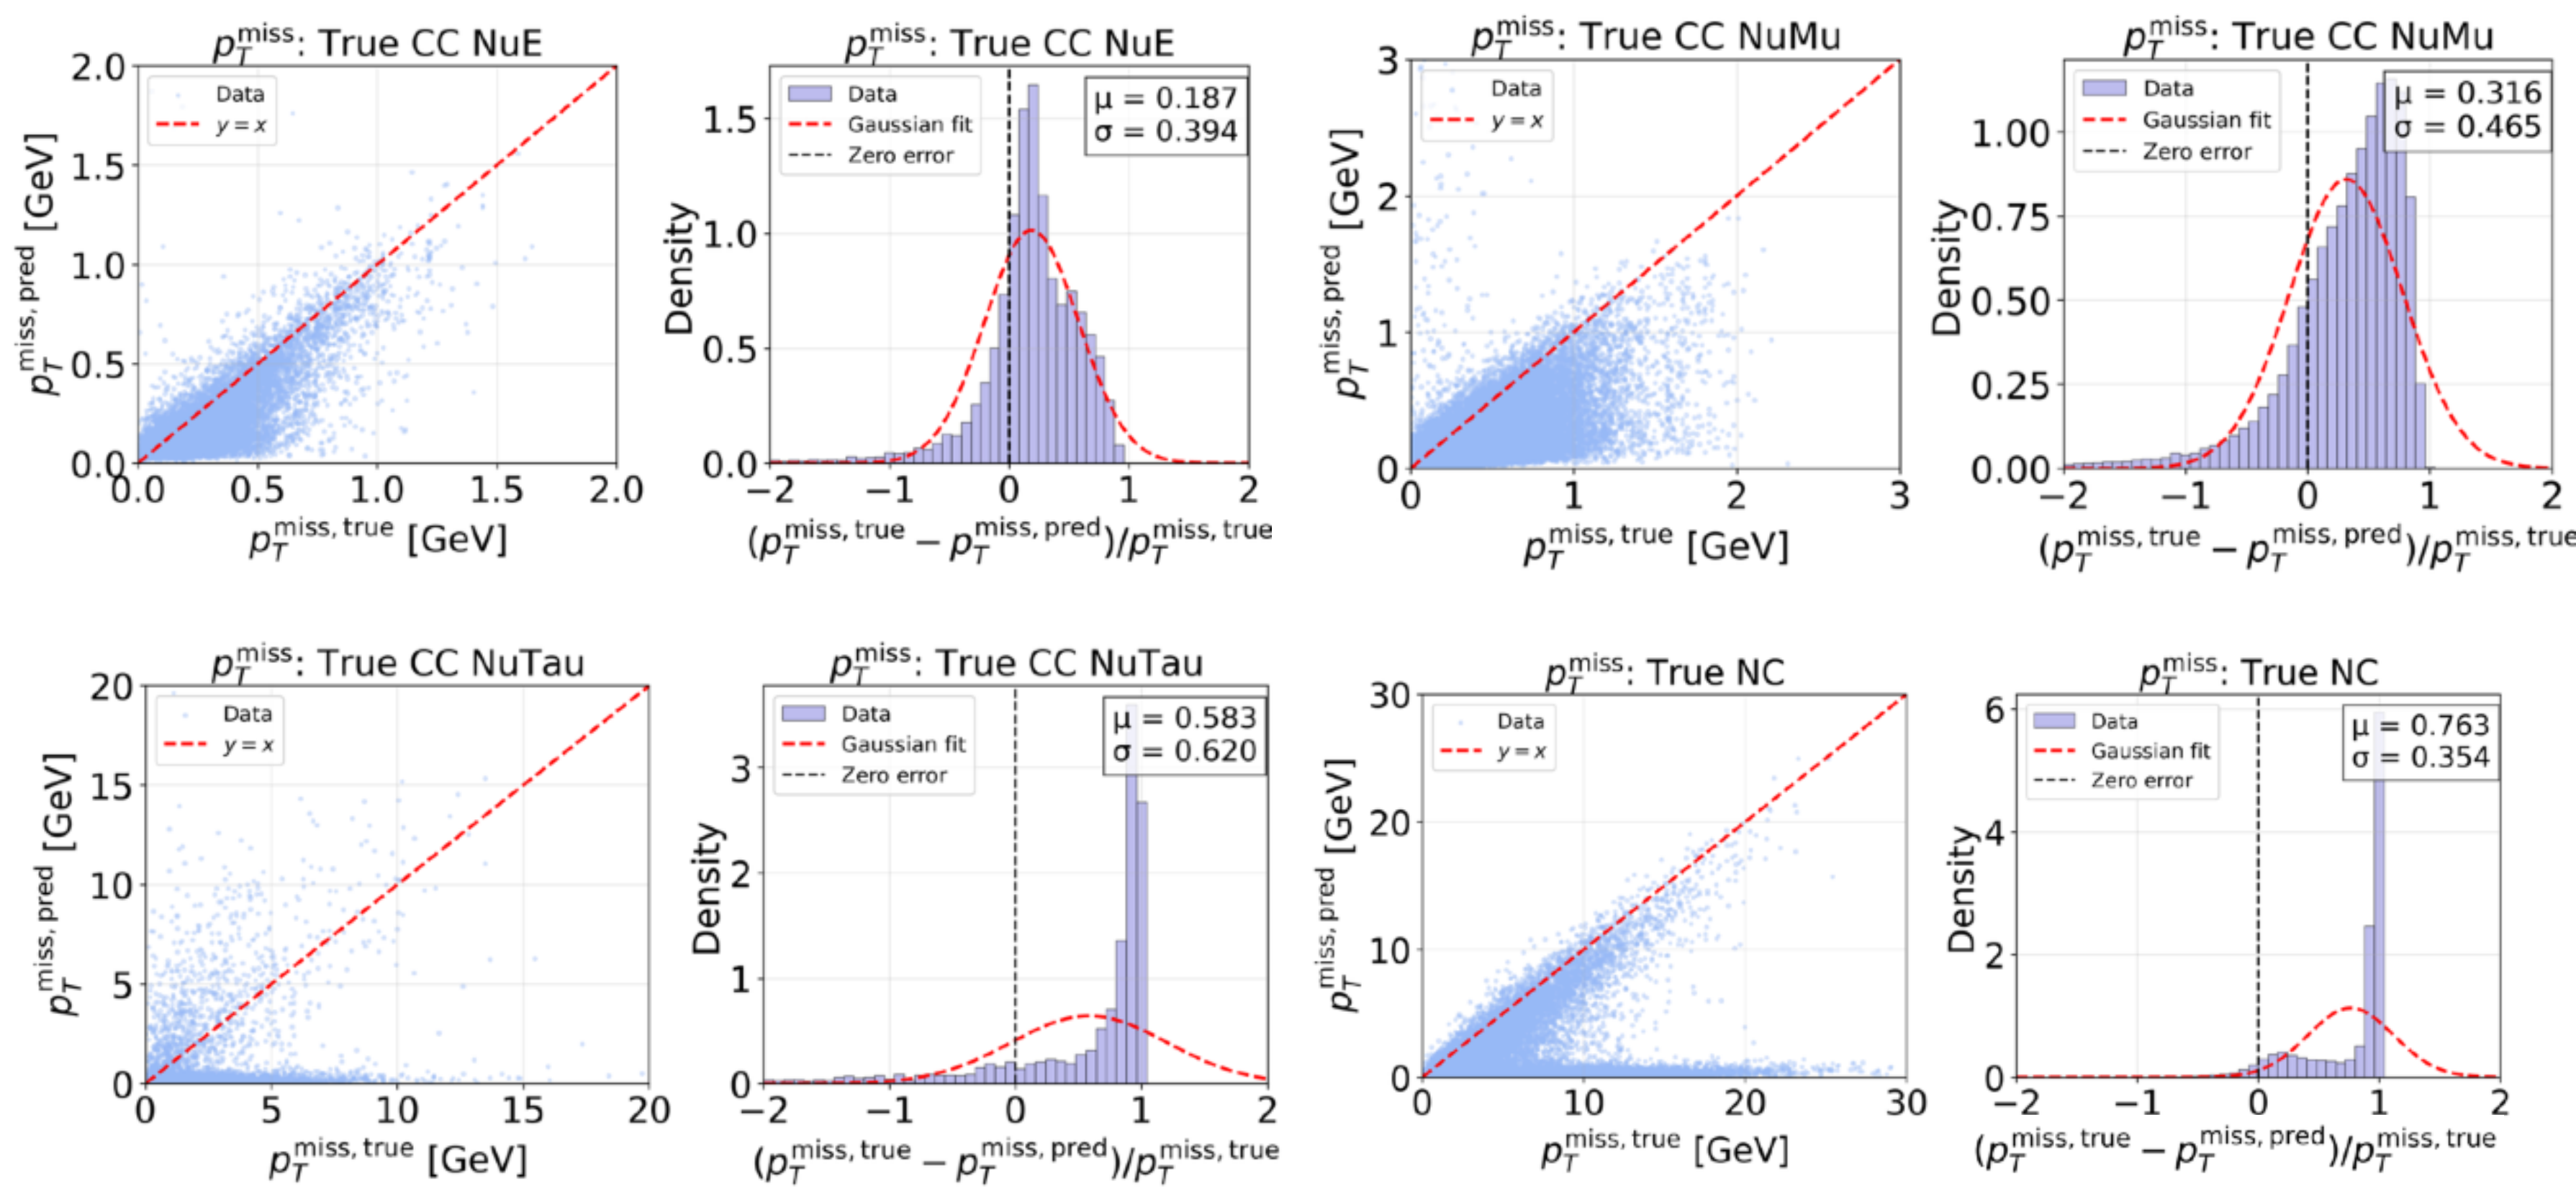 p_T^miss: True CC NuE
2.0
1.5
1.0
0.5
0.0
0.0 0.5 1.0 1.5 2.0
Data
y = x
p_T^miss, pred [GeV]
p_T^miss, true [GeV]
p_T^miss: True CC NuE
Data
Gaussian fit
Zero error
μ = 0.187
σ = 0.394
Density
1.5
1.0
0.5
0.0
−2 −1 0 1 2
(p_T^miss, true − p_T^miss, pred)/p_T^miss, true
p_T^miss: True CC NuMu
3
2
1
0
0 1 2 3
Data
y = x
p_T^miss, pred [GeV]
p_T^miss, true [GeV]
p_T^miss: True CC NuMu
Data
Gaussian fit
Zero error
μ = 0.316
σ = 0.465
Density
1.00
0.75
0.50
0.25
0.00
−2 −1 0 1 2
(p_T^miss, true − p_T^miss, pred)/p_T^miss, true
p_T^miss: True CC NuTau
20
15
10
5
0
0 5 10 15 20
Data
y = x
p_T^miss, pred [GeV]
p_T^miss, true [GeV]
p_T^miss: True CC NuTau
Data
Gaussian fit
Zero error
μ = 0.583
σ = 0.620
Density
3
2
1
0
−2 −1 0 1 2
(p_T^miss, true − p_T^miss, pred)/p_T^miss, true
p_T^miss: True NC
30
20
10
0
0 10 20 30
Data
y = x
p_T^miss, pred [GeV]
p_T^miss, true [GeV]
p_T^miss: True NC
Data
Gaussian fit
Zero error
μ = 0.763
σ = 0.354
Density
6
4
2
0
−2 −1 0 1 2
(p_T^miss, true − p_T^miss, pred)/p_T^miss, true